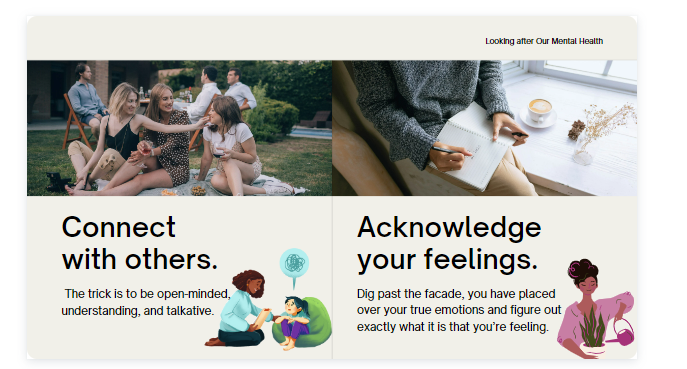 Looking after Our Mental Health
Connect
with others.
The trick is to be open-minded,
understanding, and talkative.
Acknowledge
your feelings.
Dig past the facade, you have placed
over your true emotions and figure out
exactly what it is that you’re feeling.